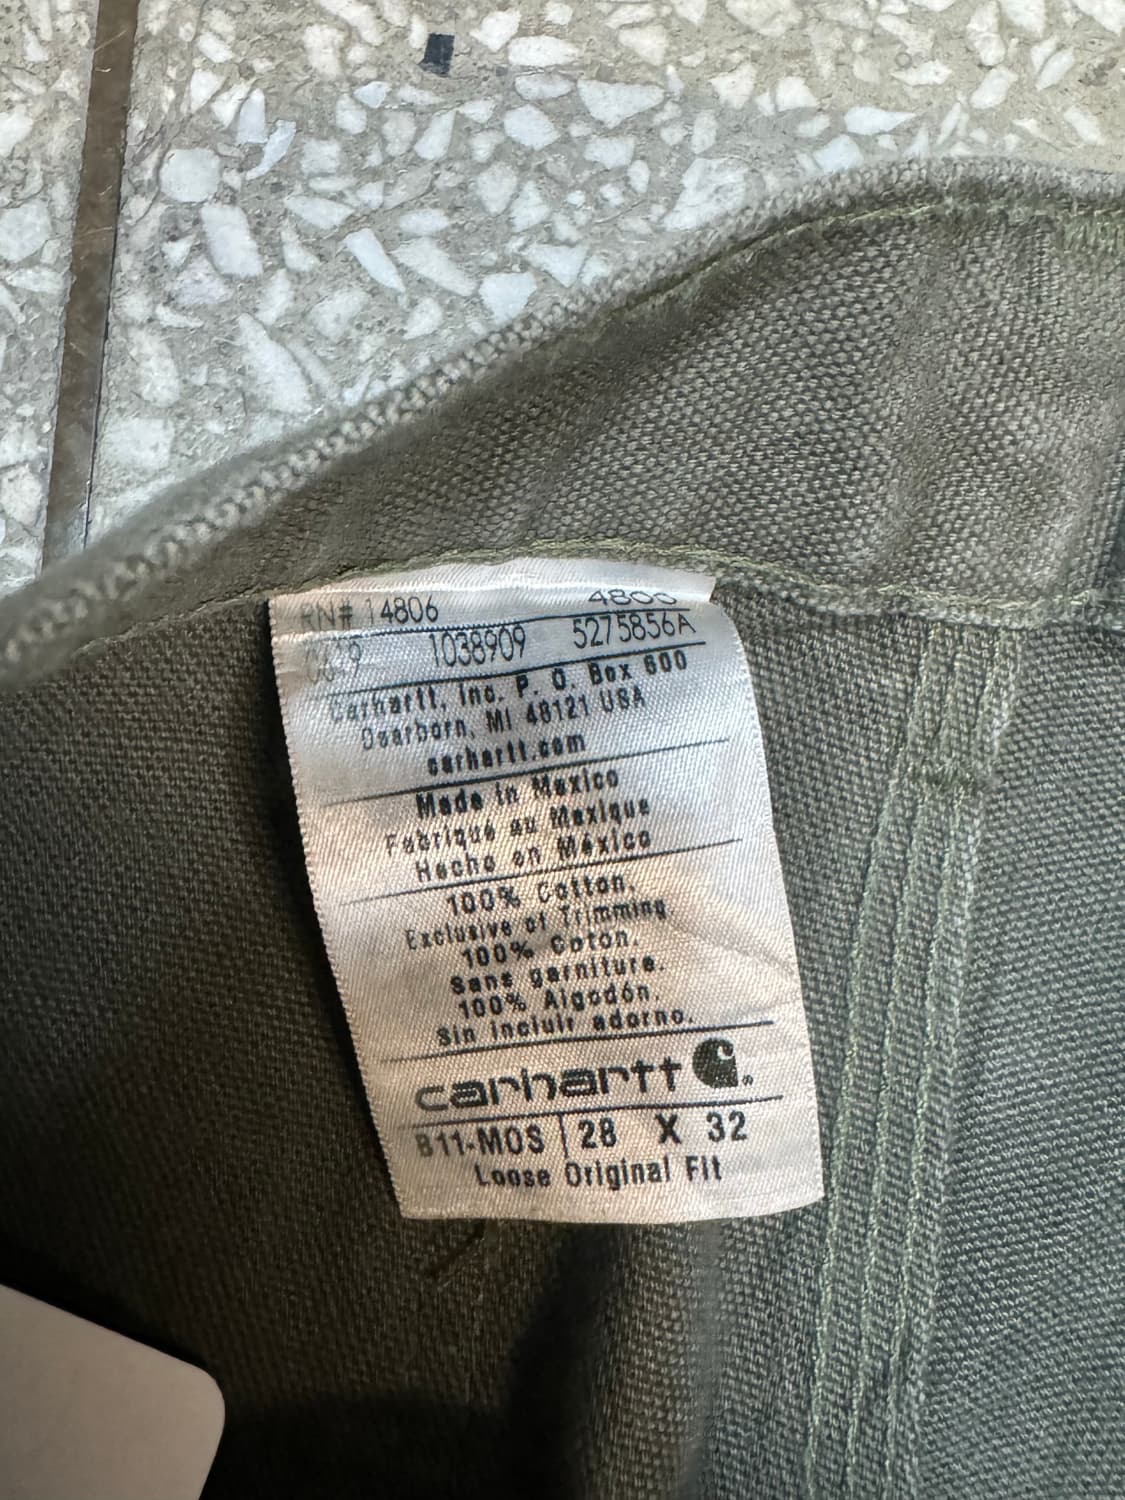 RN# 14806 4800
1038909 5275856A
Carhartt, Inc. P. O. Box 600
Dearborn, MI 48121 USA
carhartt.com
Made in Mexico
Fabriqué au Mexique
Hecho en México
100% Cotton.
Exclusive of Trimming.
100% Coton.
Sans garniture.
100% Algodón.
Sin incluir adorno.
carhartt
B11-MOS 28 X 32
Loose Original Fit